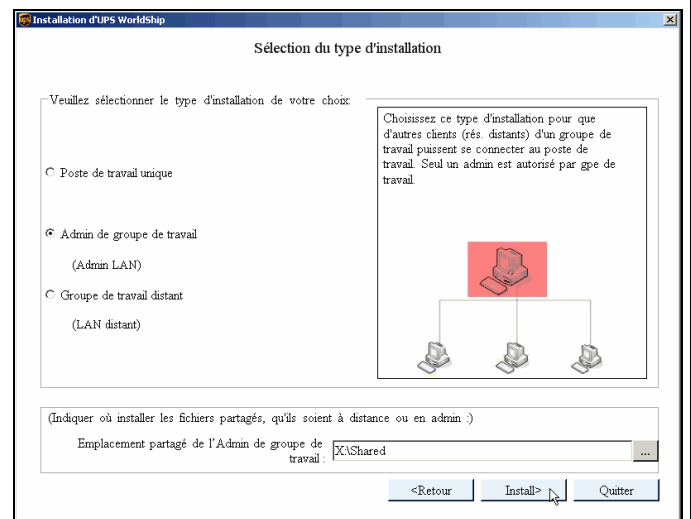 Installation d'UPS WorldShip
Sélection du type d'installation
Veuillez sélectionner le type d'installation de votre choix:
Choisissez ce type d'installation pour que
d'autres clients (rés. distants) d'un groupe de
travail puissent se connecter au poste de
travail. Seul un admin est autorisé par gpe de
travail.
Poste de travail unique
Admin de groupe de travail
(Admin LAN)
Groupe de travail distant
(LAN distant)
(Indiquer où installer les fichiers partagés, qu'ils soient à distance ou en admin :)
Emplacement partagé de l'Admin de groupe de
travail :
X:\Shared
...
<Retour
Install>
Quitter